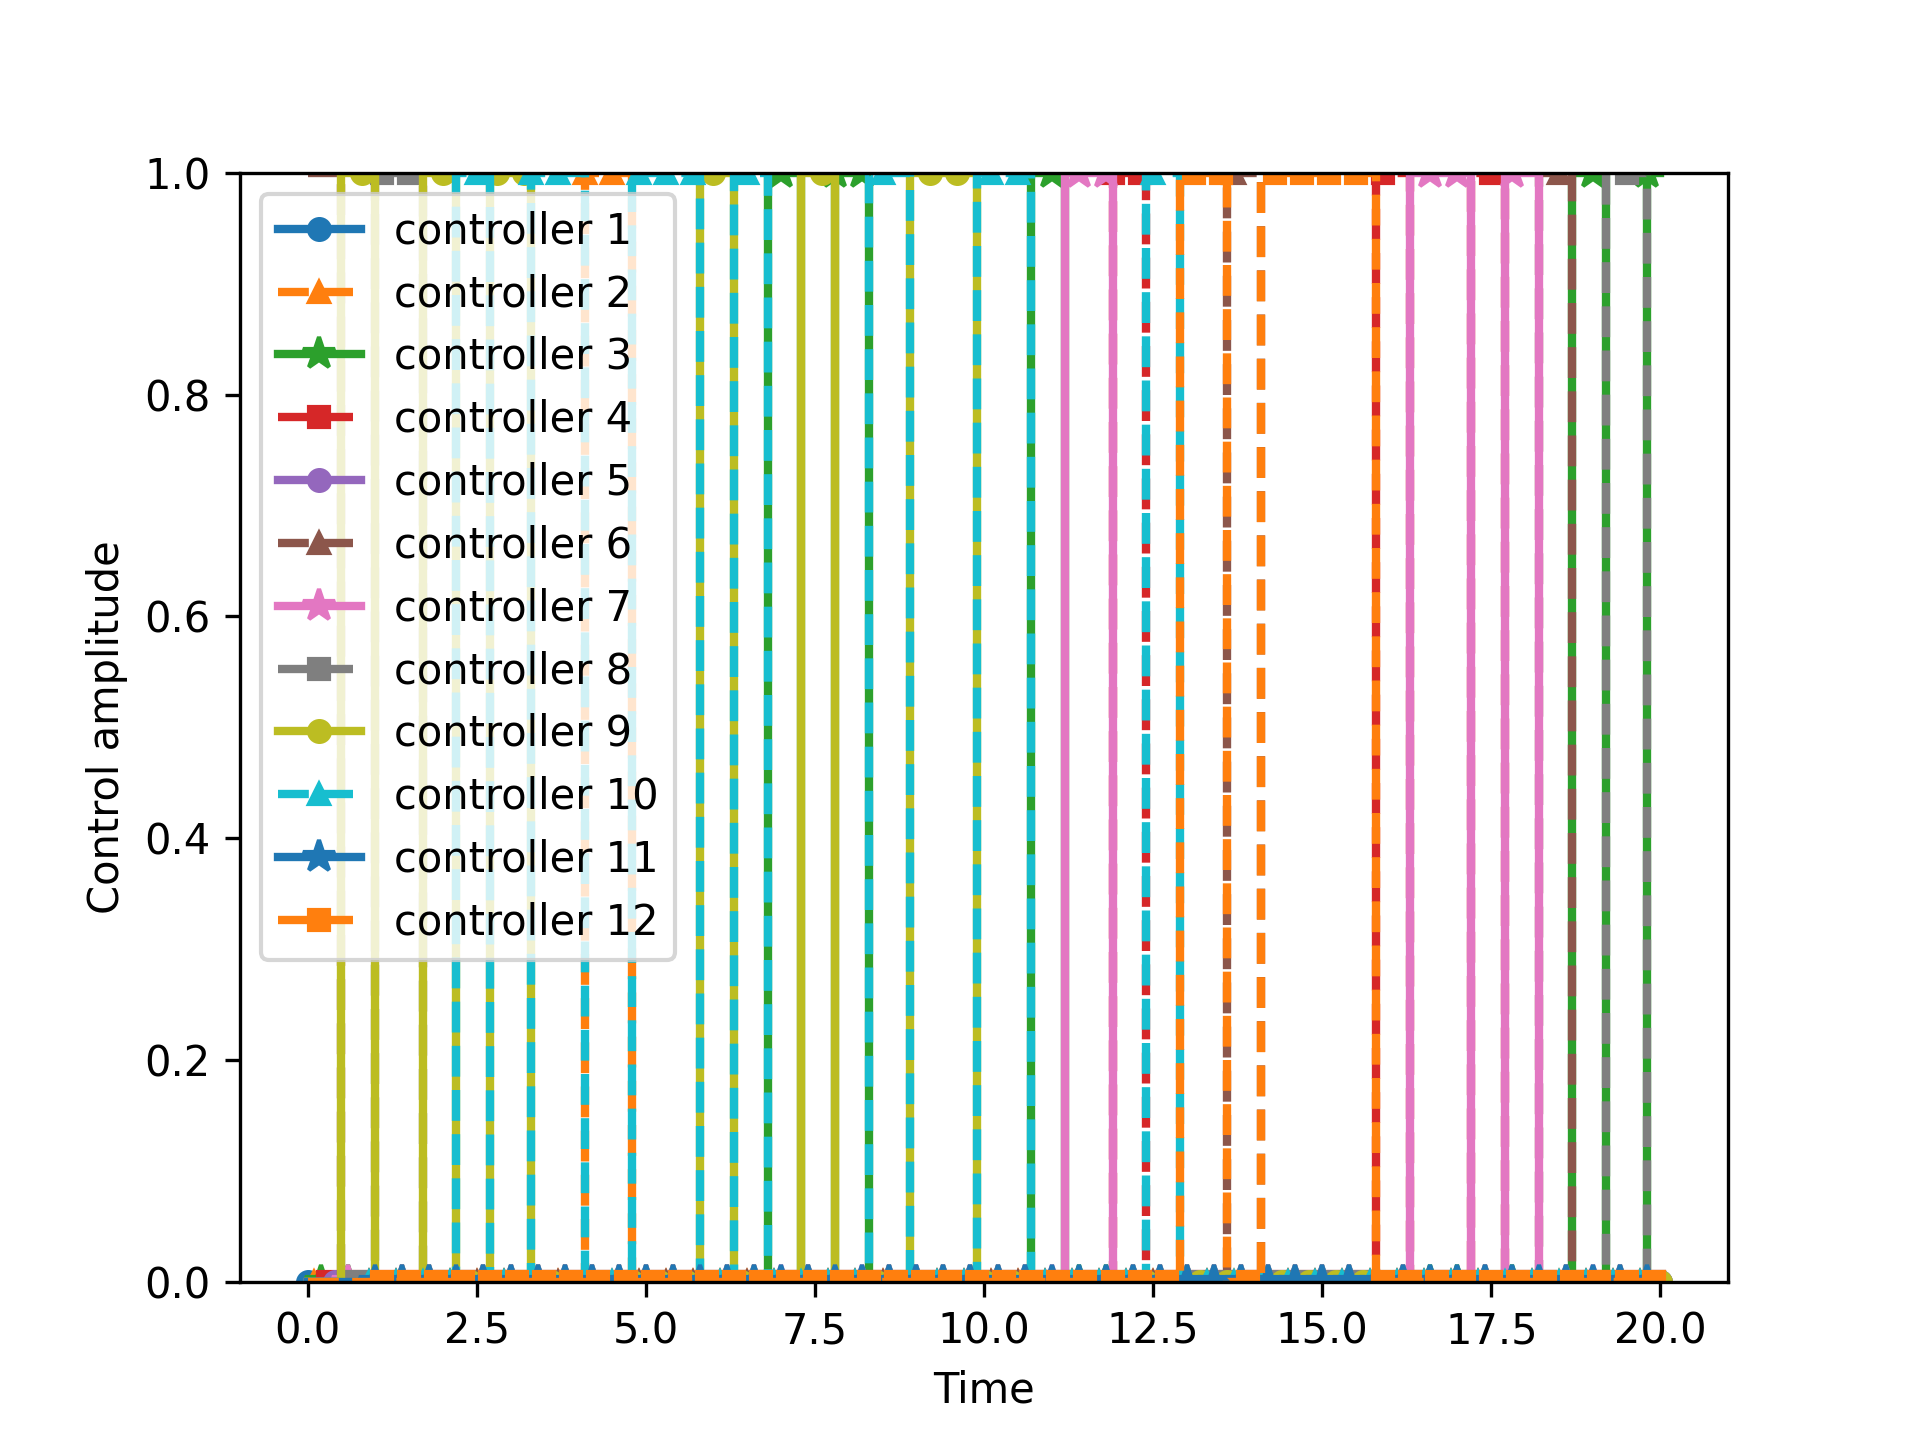 1.0
0.8
0.6
0.4
0.2
0.0
Control amplitude
controller 1
controller 2
controller 3
controller 4
controller 5
controller 6
controller 7
controller 8
controller 9
controller 10
controller 11
controller 12
0.0 2.5 5.0 7.5 10.0 12.5 15.0 17.5 20.0
Time